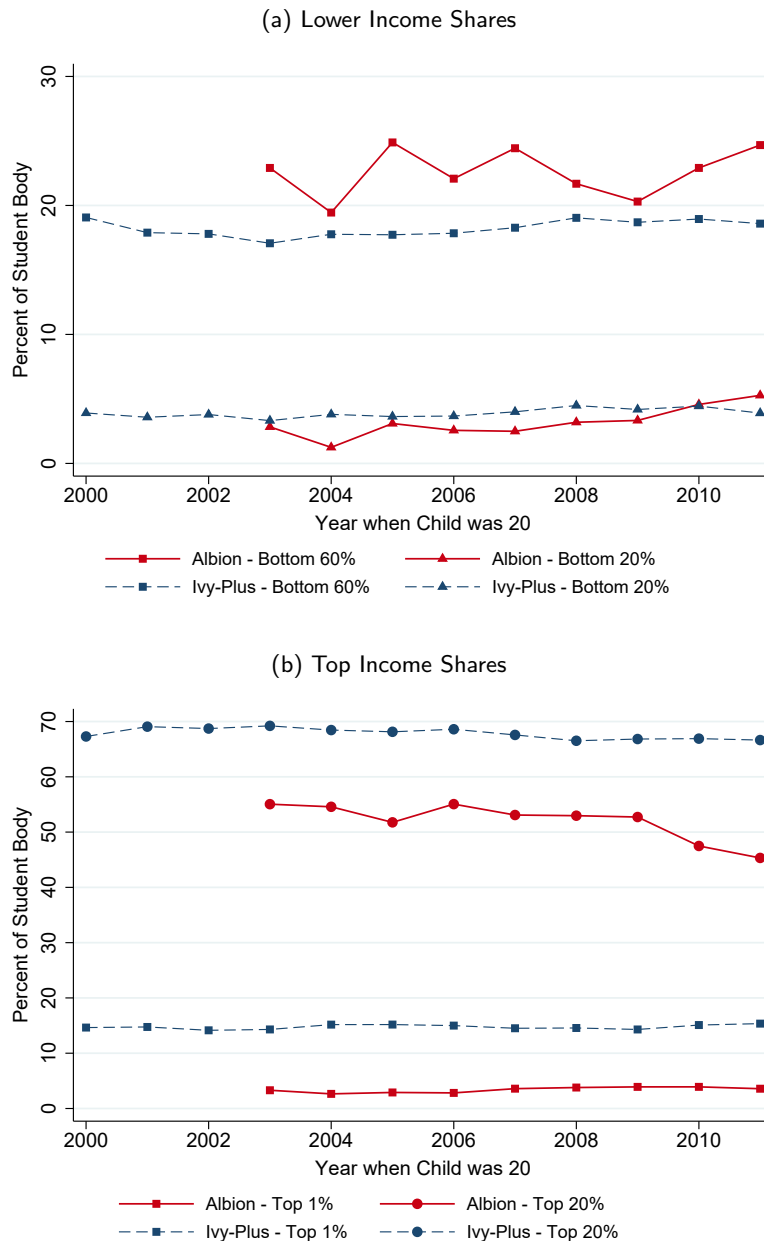 (a) Lower Income Shares
Percent of Student Body
30
20
10
0
2000 2002 2004 2006 2008 2010
Year when Child was 20
Albion - Bottom 60% Albion - Bottom 20%
Ivy-Plus - Bottom 60% Ivy-Plus - Bottom 20%
(b) Top Income Shares
Percent of Student Body
70
60
50
40
30
20
10
0
2000 2002 2004 2006 2008 2010
Year when Child was 20
Albion - Top 1% Albion - Top 20%
Ivy-Plus - Top 1% Ivy-Plus - Top 20%